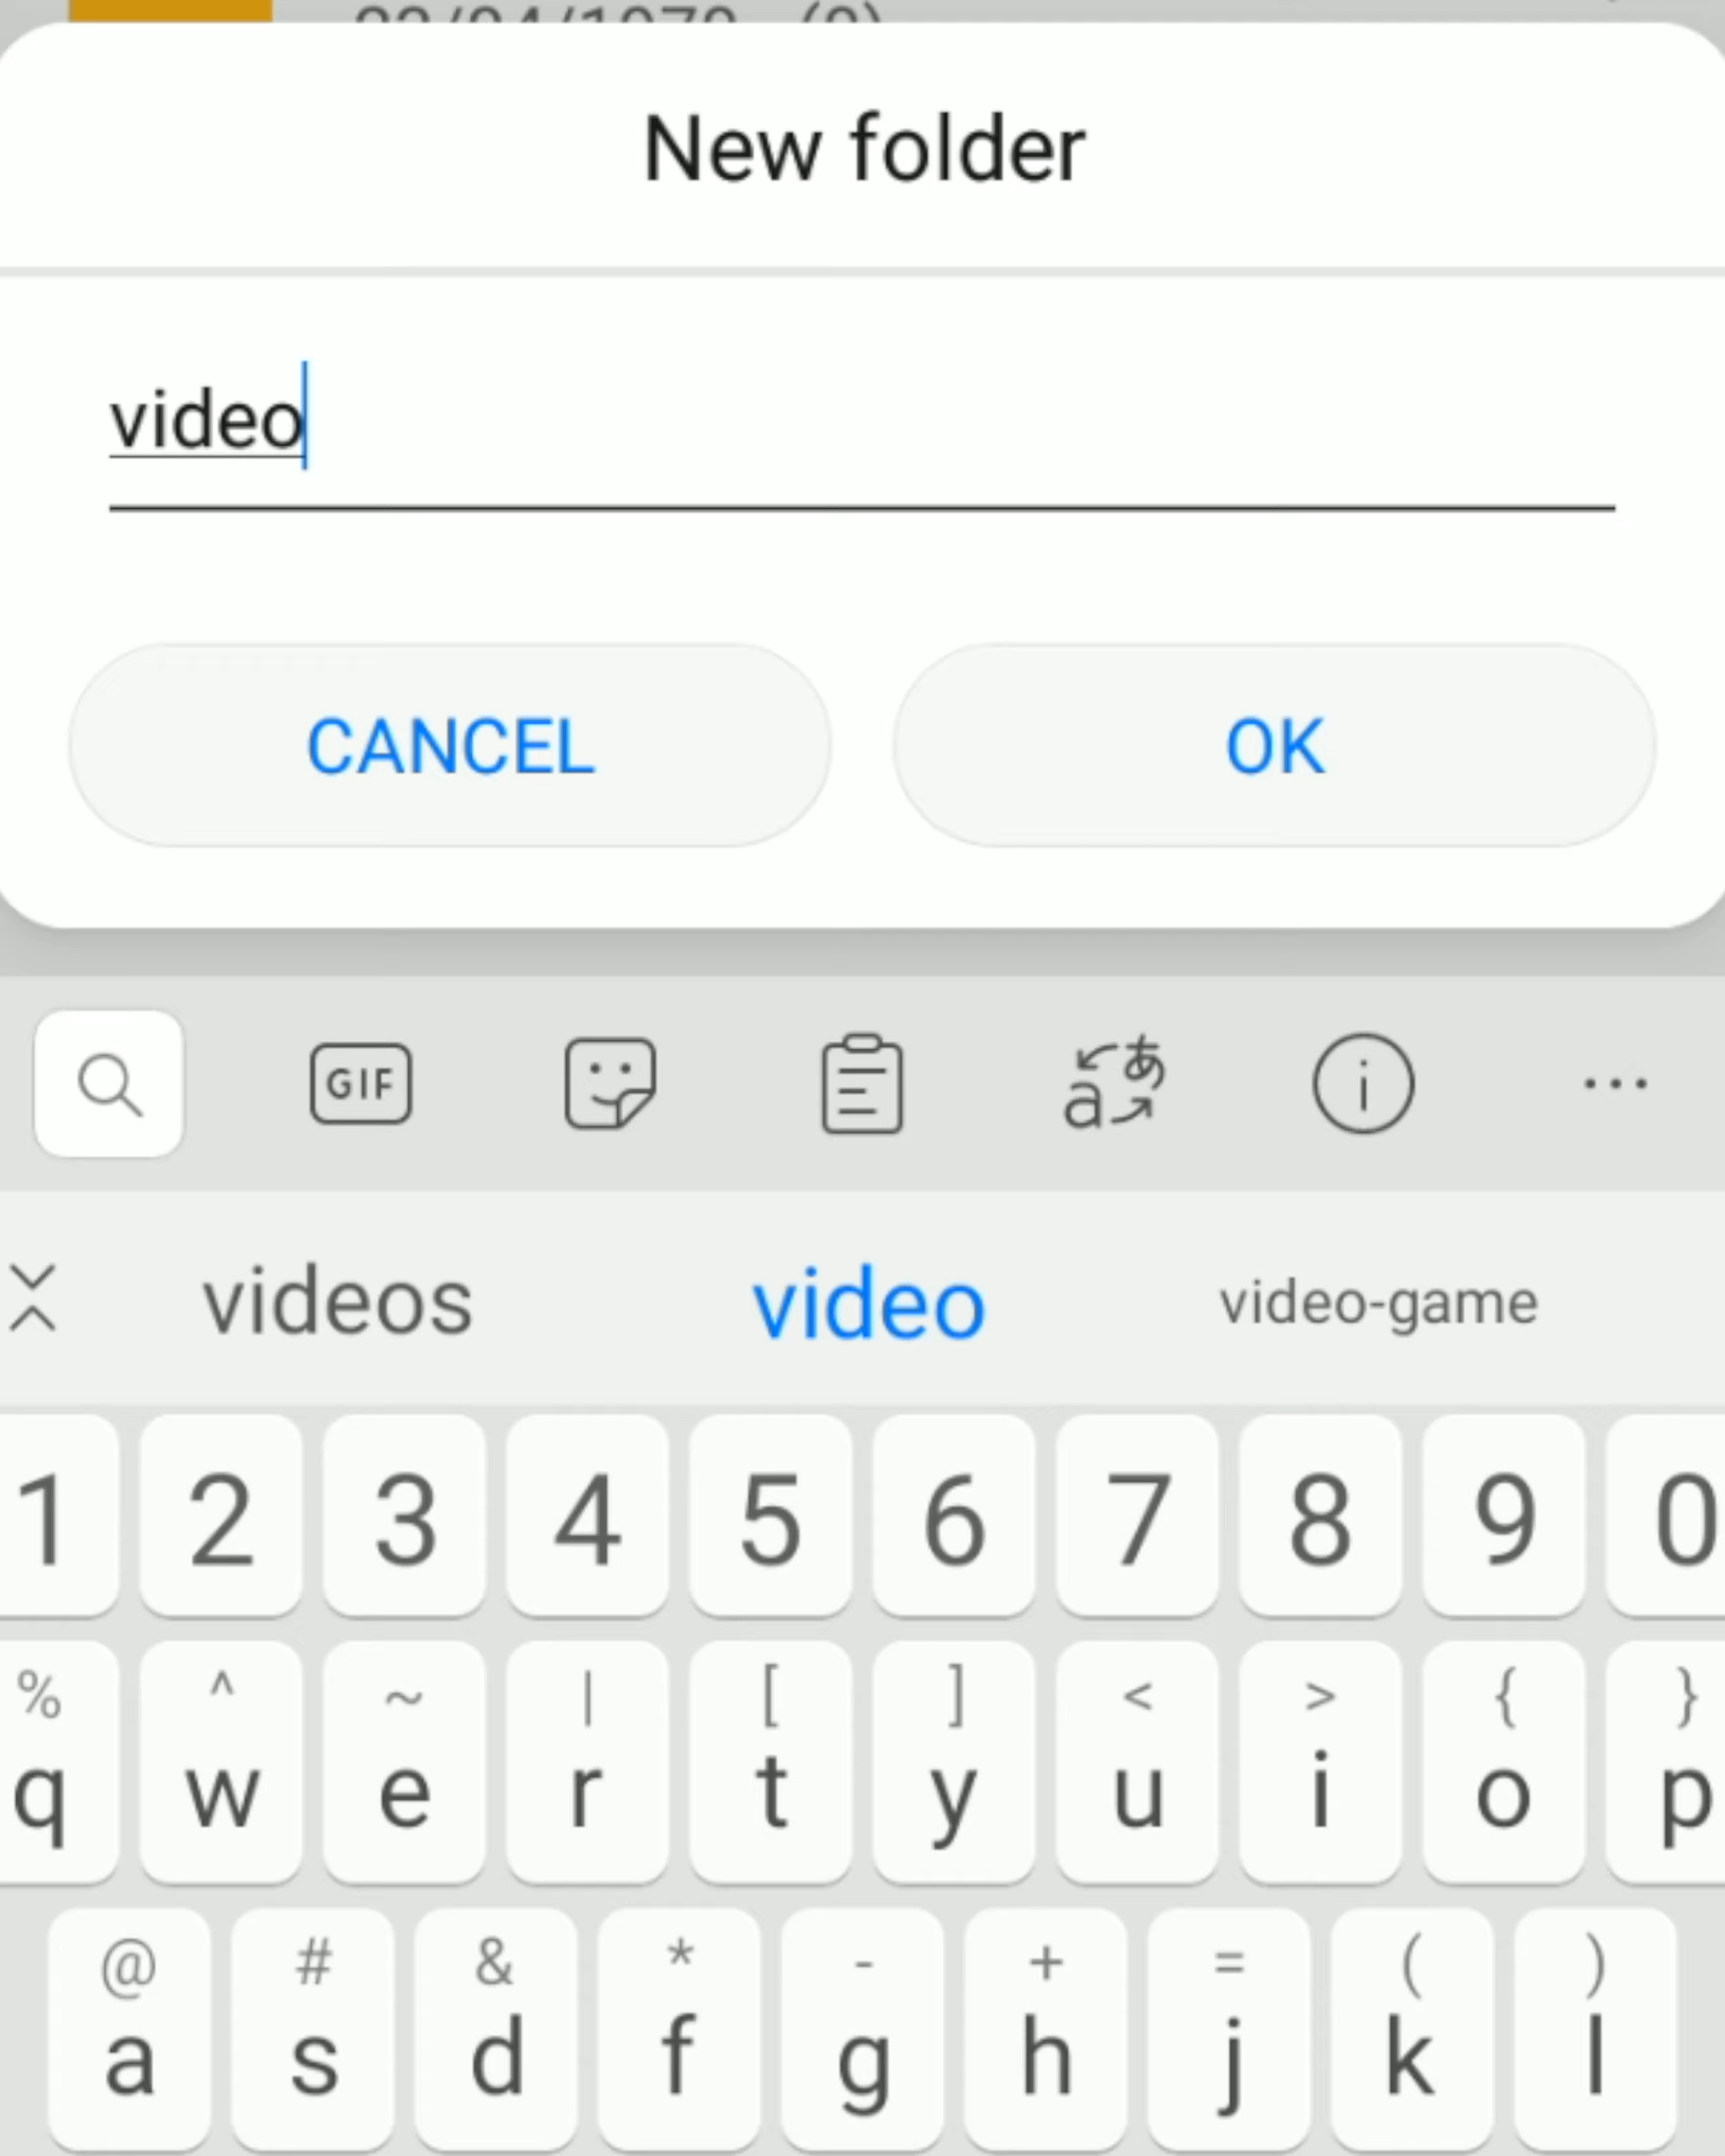 New folder
video
CANCEL OK
GIF あ a i ...
videos video video-game
1 2 3 4 5 6 7 8 9 0
% ^ ~ | [ ] < > { }
q w e r t y u i o p
@ # & * - + = ( )
a s d f g h j k l